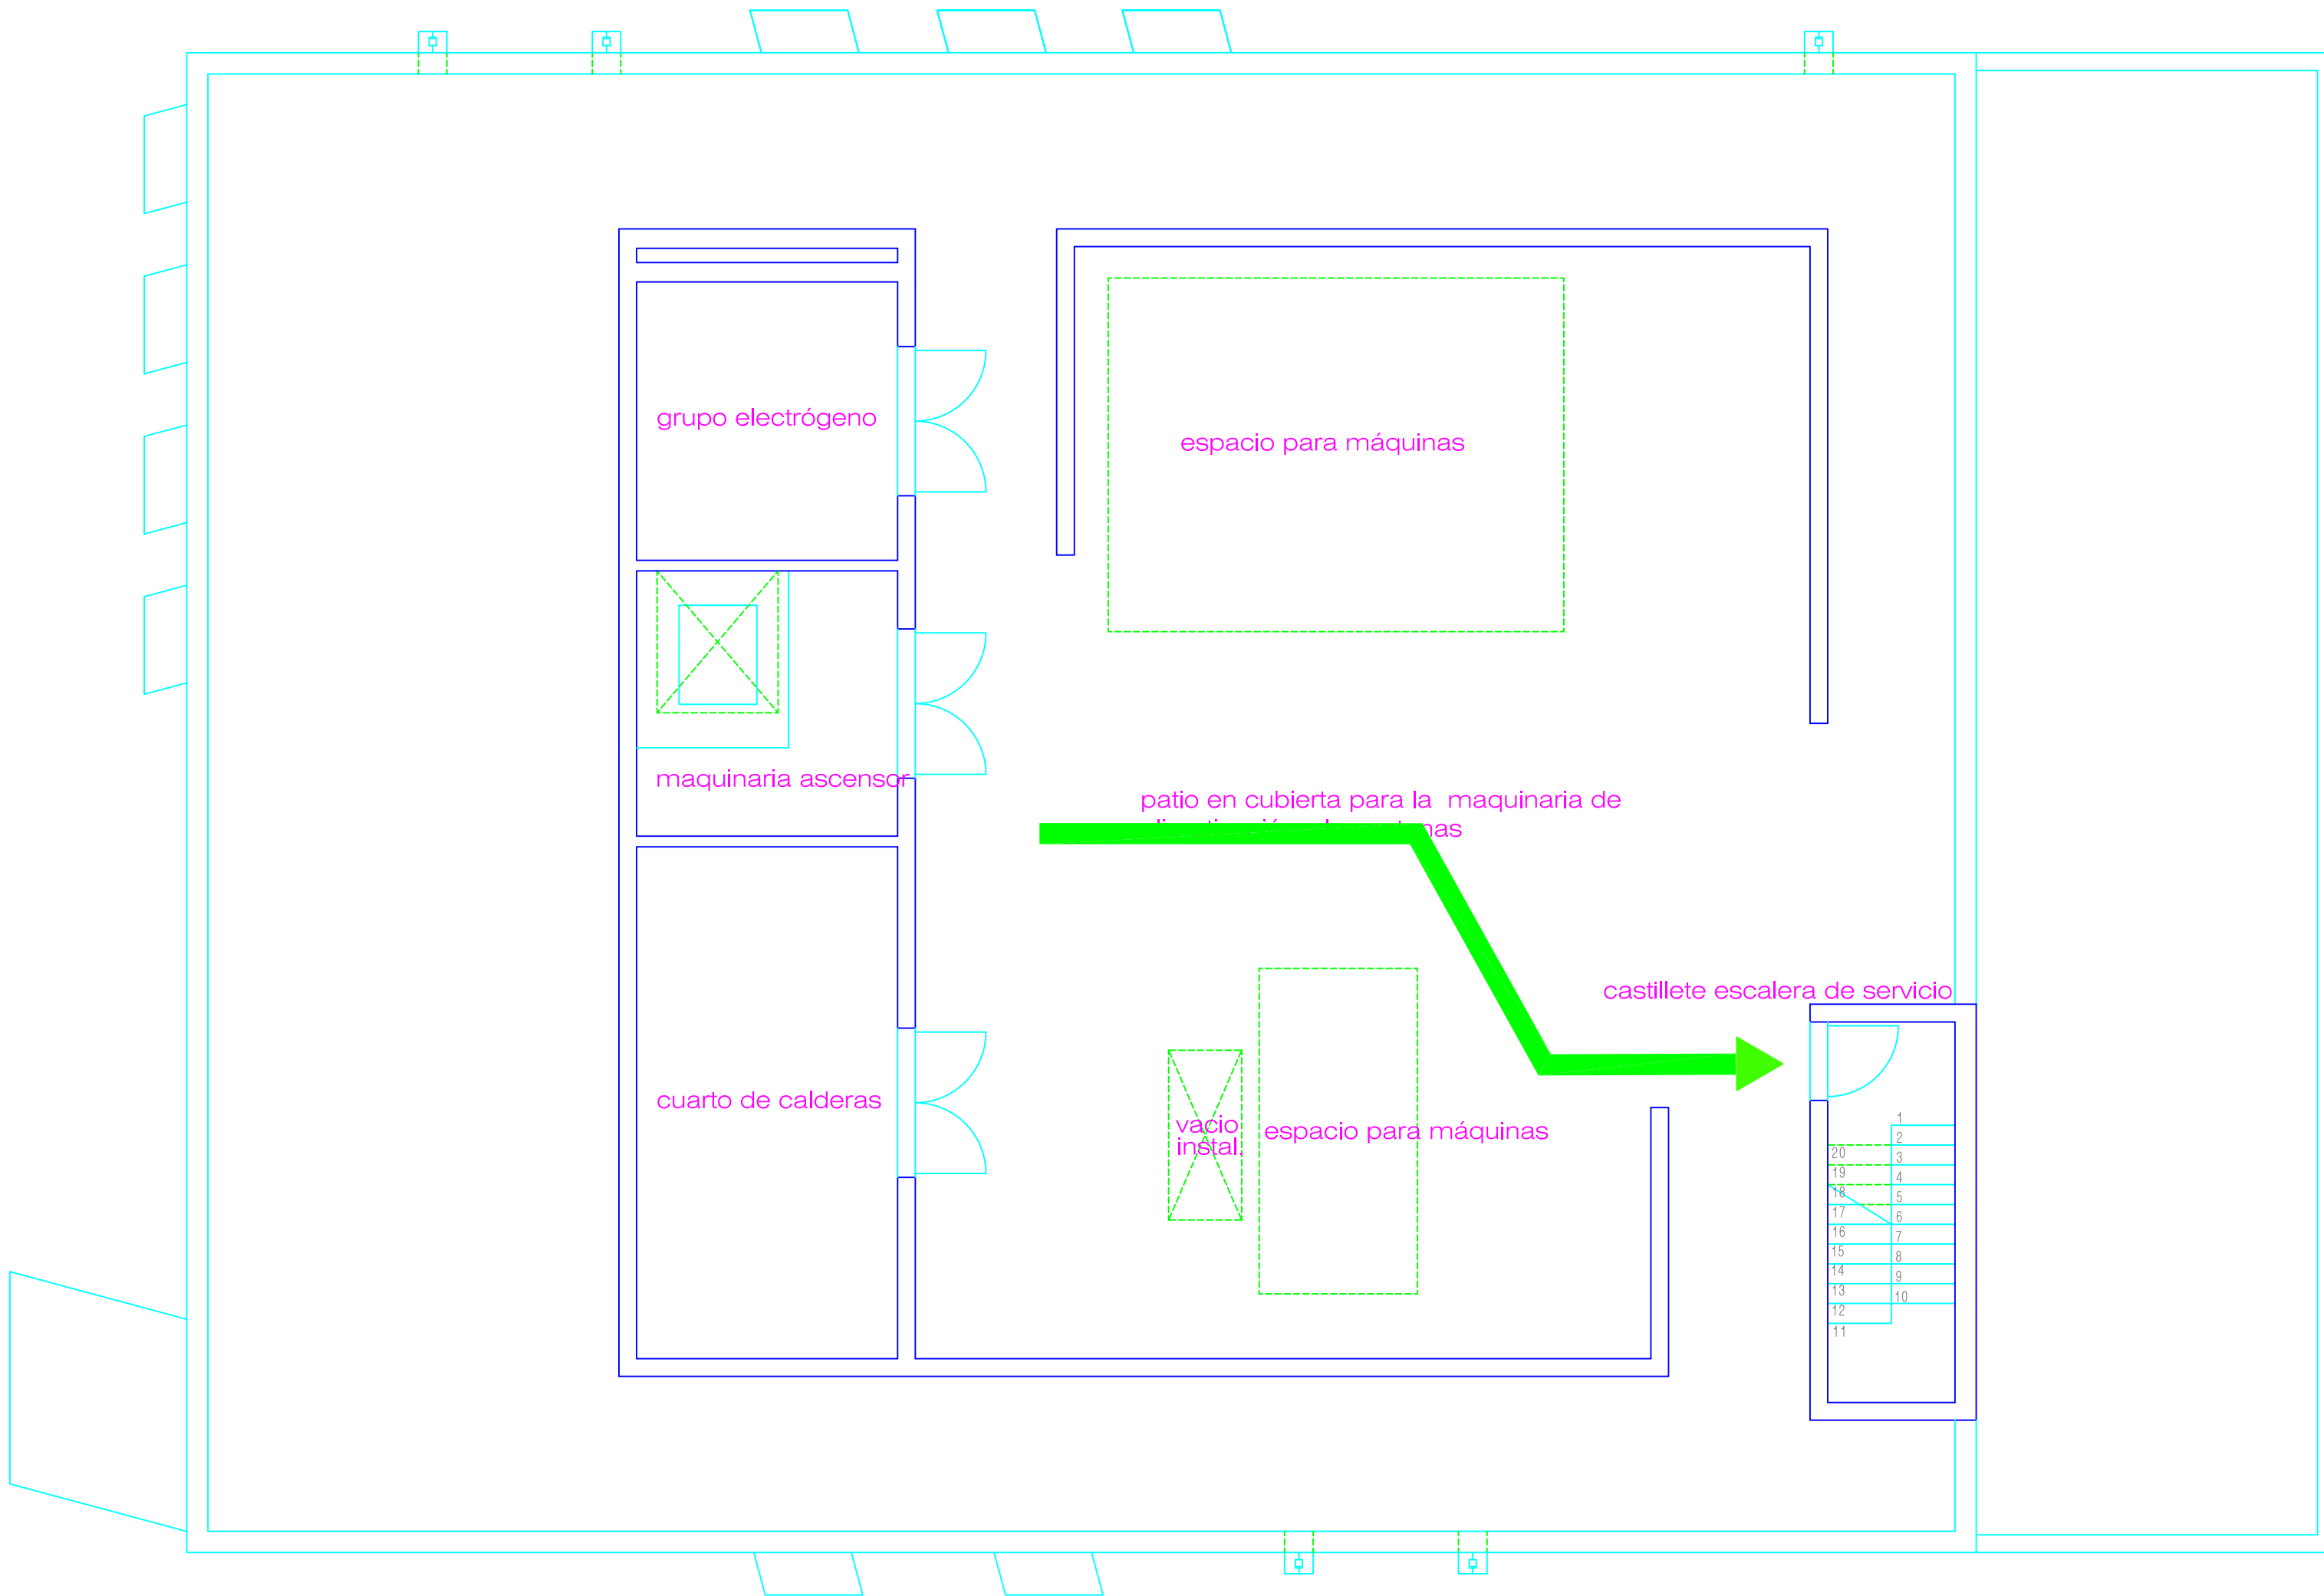 grupo electrógeno
espacio para máquinas
maquinaria ascensor
patio en cubierta para la maquinaria de
castillete escalera de servicio
cuarto de calderas
vacio
instal.
espacio para máquinas
1
2
20
3
19
4
18
5
17
6
16
7
15
8
14
9
13
10
12
11